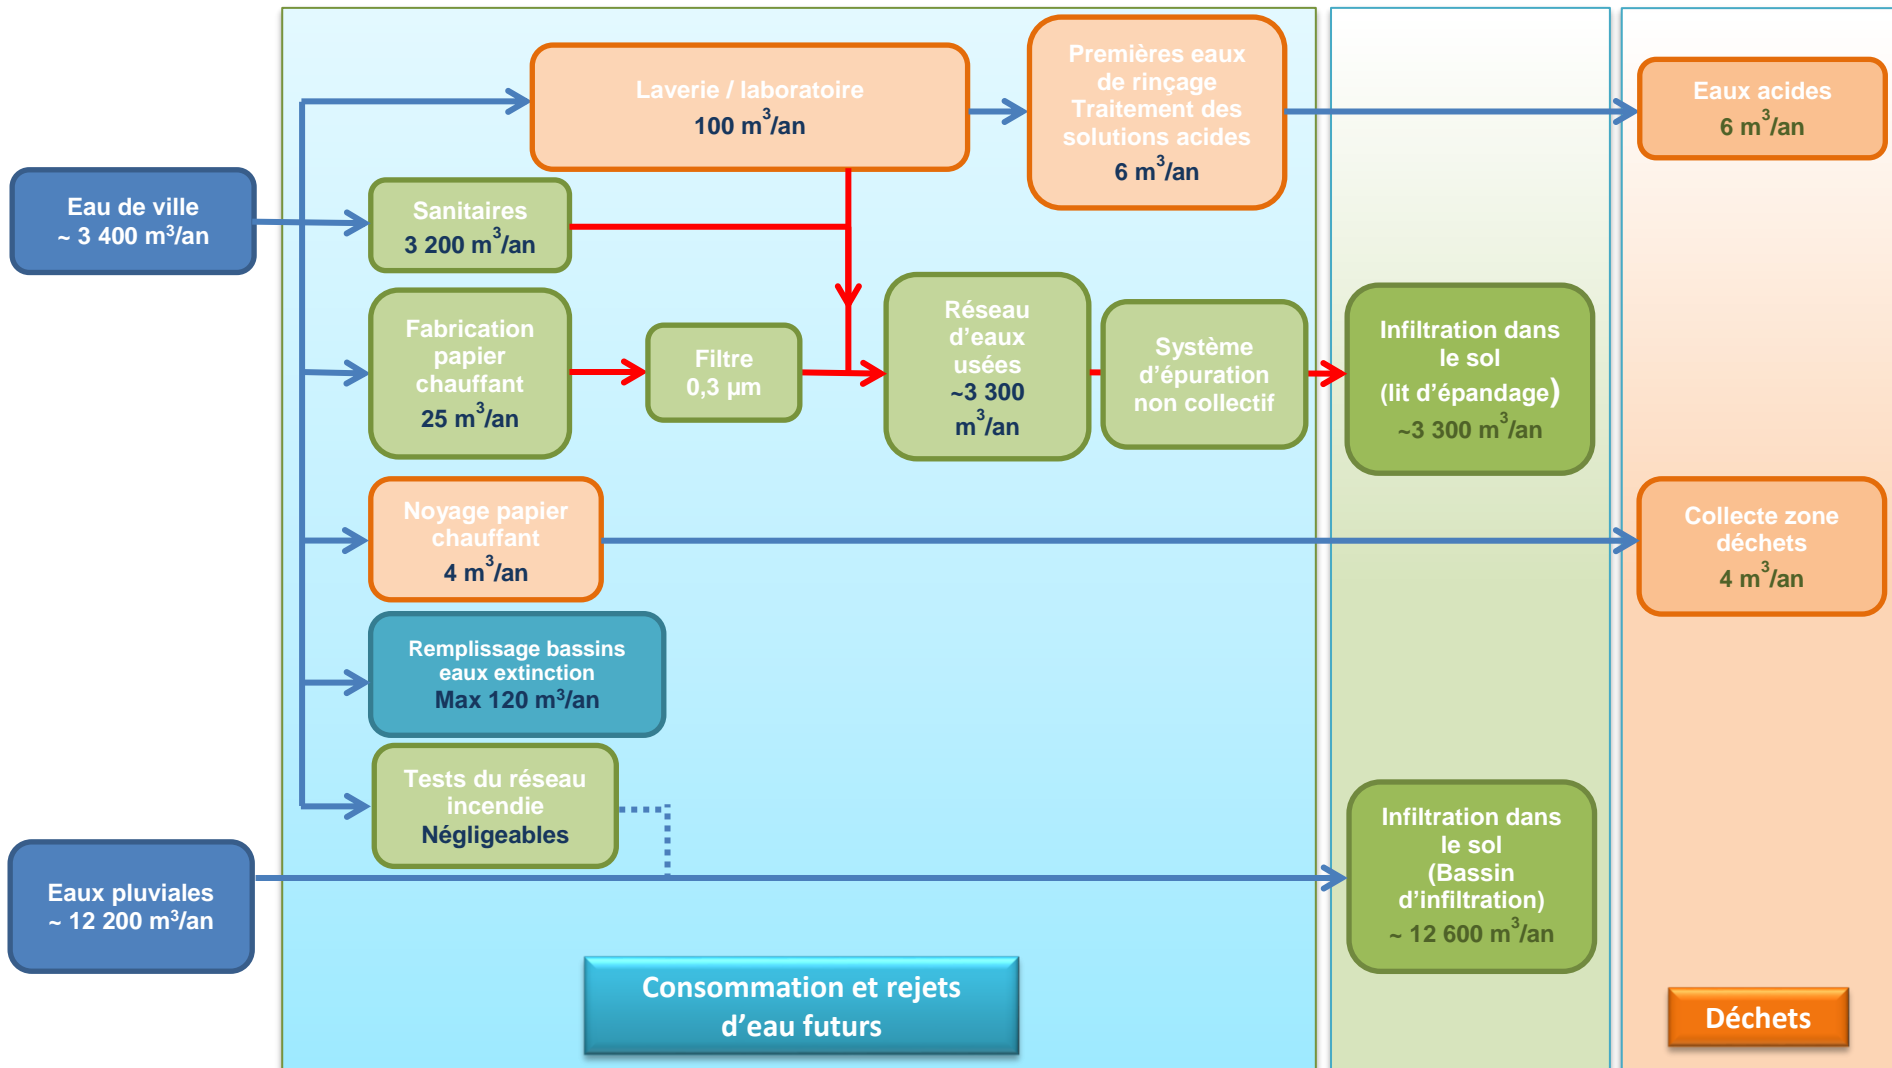 Eau de ville
~ 3 400 m³/an
Eaux pluviales
~ 12 200 m³/an
Laverie / laboratoire
100 m³/an
Premières eaux
de rinçage
Traitement des
solutions acides
6 m³/an
Eaux acides
6 m³/an
Sanitaires
3 200 m³/an
Fabrication
papier
chauffant
25 m³/an
Filtre
0,3 µm
Réseau
d’eaux
usées
~3 300
m³/an
Système
d’épuration
non collectif
Infiltration dans
le sol
(lit d’épandage)
~3 300 m³/an
Noyage papier
chauffant
4 m³/an
Collecte zone
déchets
4 m³/an
Remplissage bassins
eaux extinction
Max 120 m³/an
Tests du réseau
incendie
Négligeables
Infiltration dans
le sol
(Bassin
d’infiltration)
~ 12 600 m³/an
Consommation et rejets
d’eau futurs
Déchets